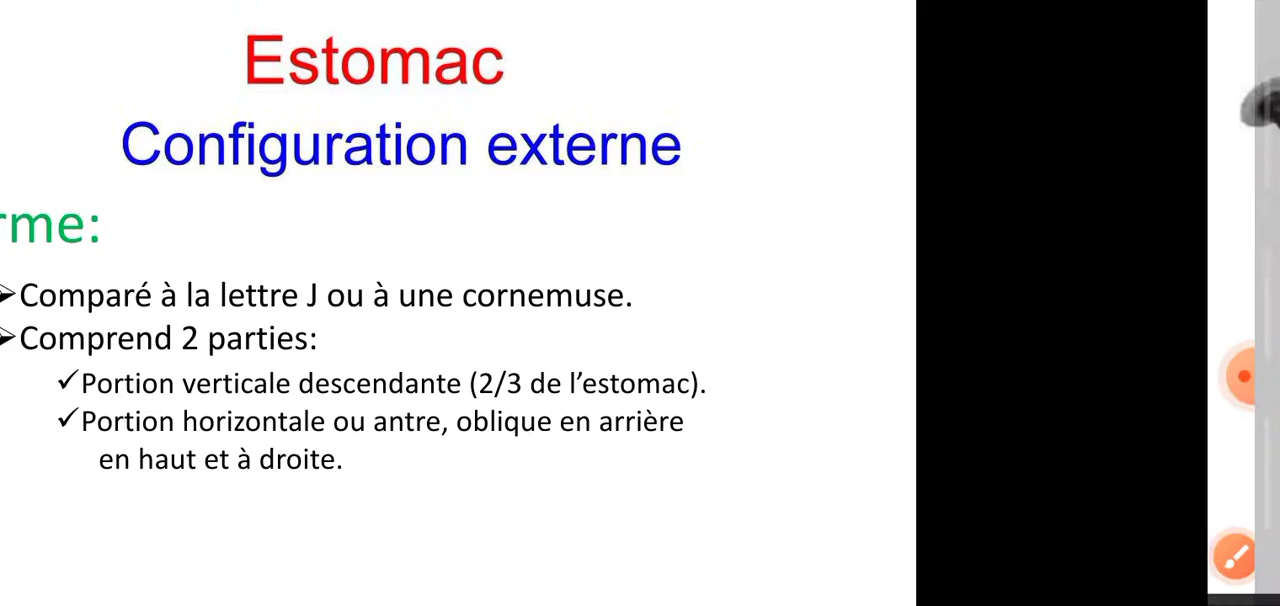 Estomac
Configuration externe
rme:
➢Comparé à la lettre J ou à une cornemuse.
➢Comprend 2 parties:
✓Portion verticale descendante (2/3 de l’estomac).
✓Portion horizontale ou antre, oblique en arrière
en haut et à droite.